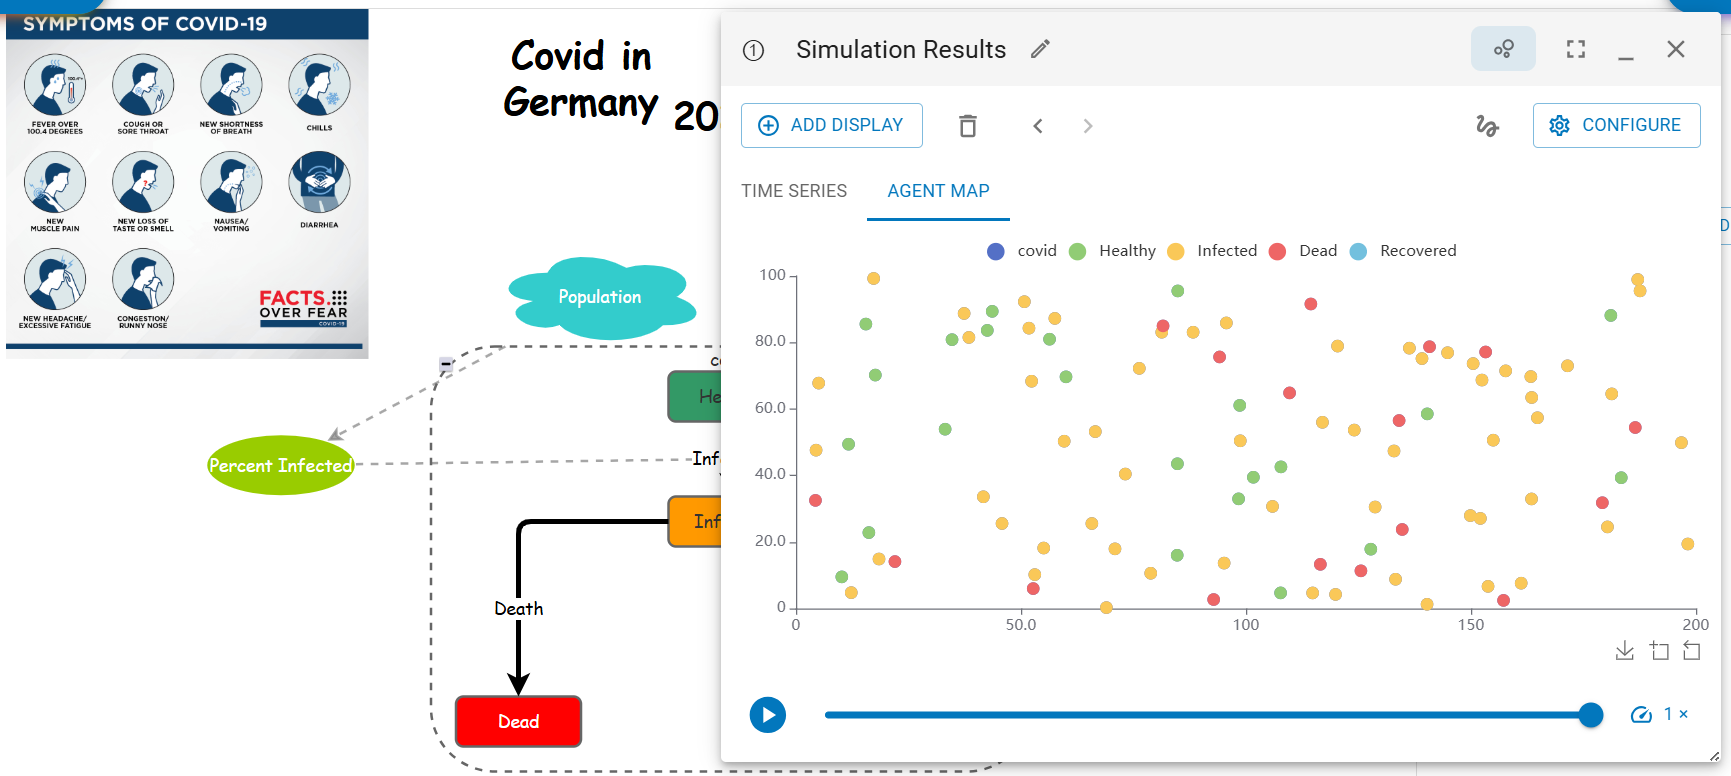 SYMPTOMS OF COVID-19
FEVER OVER
100.4 DEGREES
COUGH OR
SORE THROAT
NEW SHORTNESS
OF BREATH
CHILLS
NEW
MUSCLE PAIN
NEW LOSS OF
TASTE OR SMELL
NAUSEA/
VOMITING
DIARRHEA
NEW HEADACHE/
EXCESSIVE FATIGUE
CONGESTION/
RUNNY NOSE
FACTS
OVER FEAR
COVID-19
Covid in
Germany 20
Population
Percent Infected
He
Inf
Inf
Death
Dead
1 Simulation Results
ADD DISPLAY
CONFIGURE
TIME SERIES
AGENT MAP
covid Healthy Infected Dead Recovered
100
80.0
60.0
40.0
20.0
0
0 50.0 100 150 200
1 ×